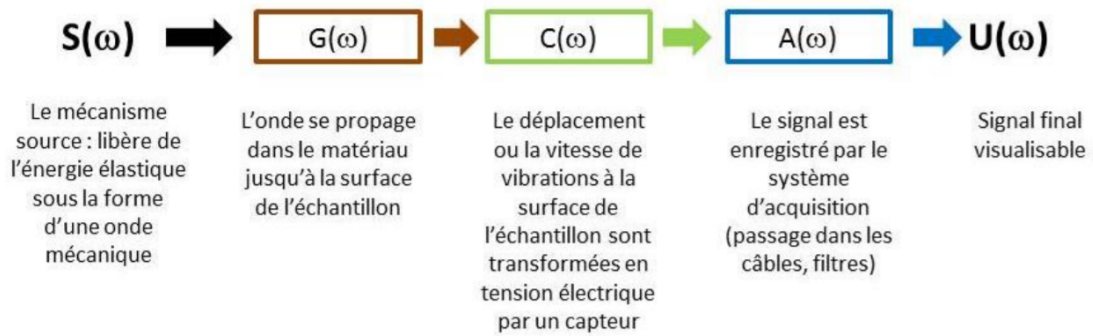 S(ω)
G(ω)
C(ω)
A(ω)
U(ω)
Le mécanisme
source : libère de
l'énergie élastique
sous la forme
d'une onde
mécanique
L'onde se propage
dans le matériau
jusqu'à la surface
de l'échantillon
Le déplacement
ou la vitesse de
vibrations à la
surface de
l'échantillon sont
transformées en
tension électrique
par un capteur
Le signal est
enregistré par le
système
d'acquisition
(passage dans les
câbles, filtres)
Signal final
visualisable